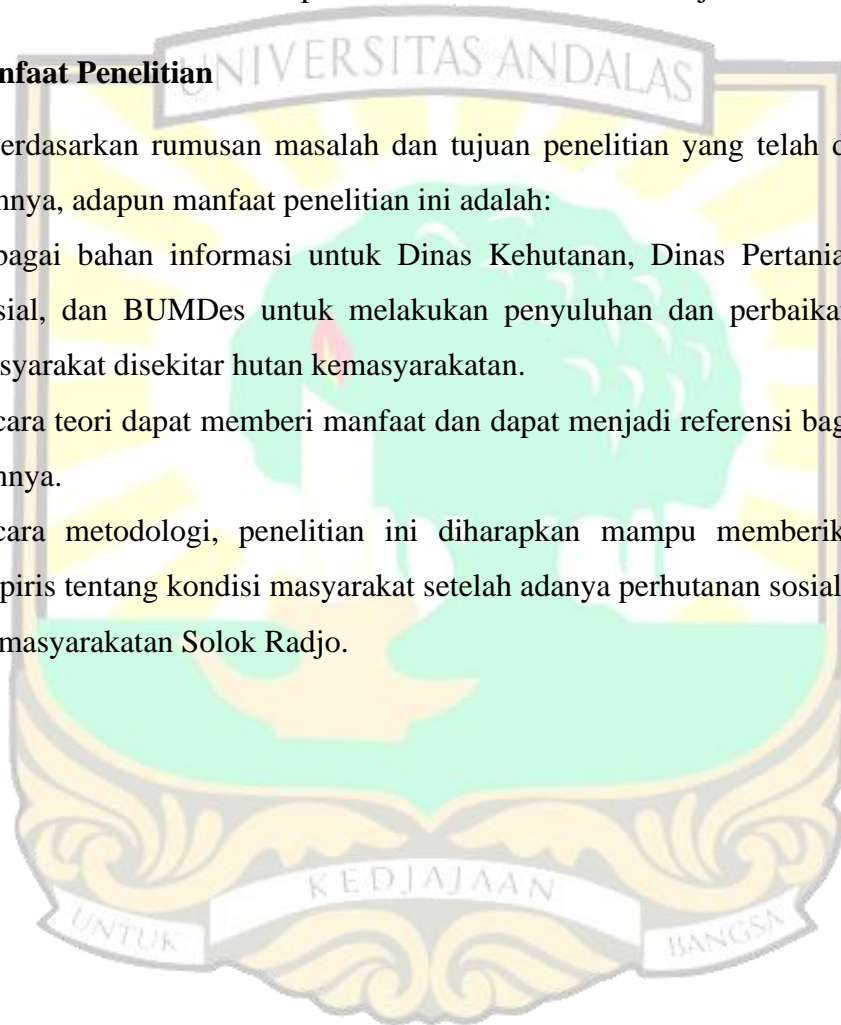 UNIVERSITAS ANDALAS
nfaat Penelitian
erdasarkan rumusan masalah dan tujuan penelitian yang telah d
nnya, adapun manfaat penelitian ini adalah:
bagai bahan informasi untuk Dinas Kehutanan, Dinas Pertania
sial, dan BUMDes untuk melakukan penyuluhan dan perbaikan
syarakat disekitar hutan kemasyarakatan.
cara teori dapat memberi manfaat dan dapat menjadi referensi bag
nnya.
cara metodologi, penelitian ini diharapkan mampu memberik
piris tentang kondisi masyarakat setelah adanya perhutanan sosial
masyarakatan Solok Radjo.
UNTUK KEDJAJAAN BANGSA